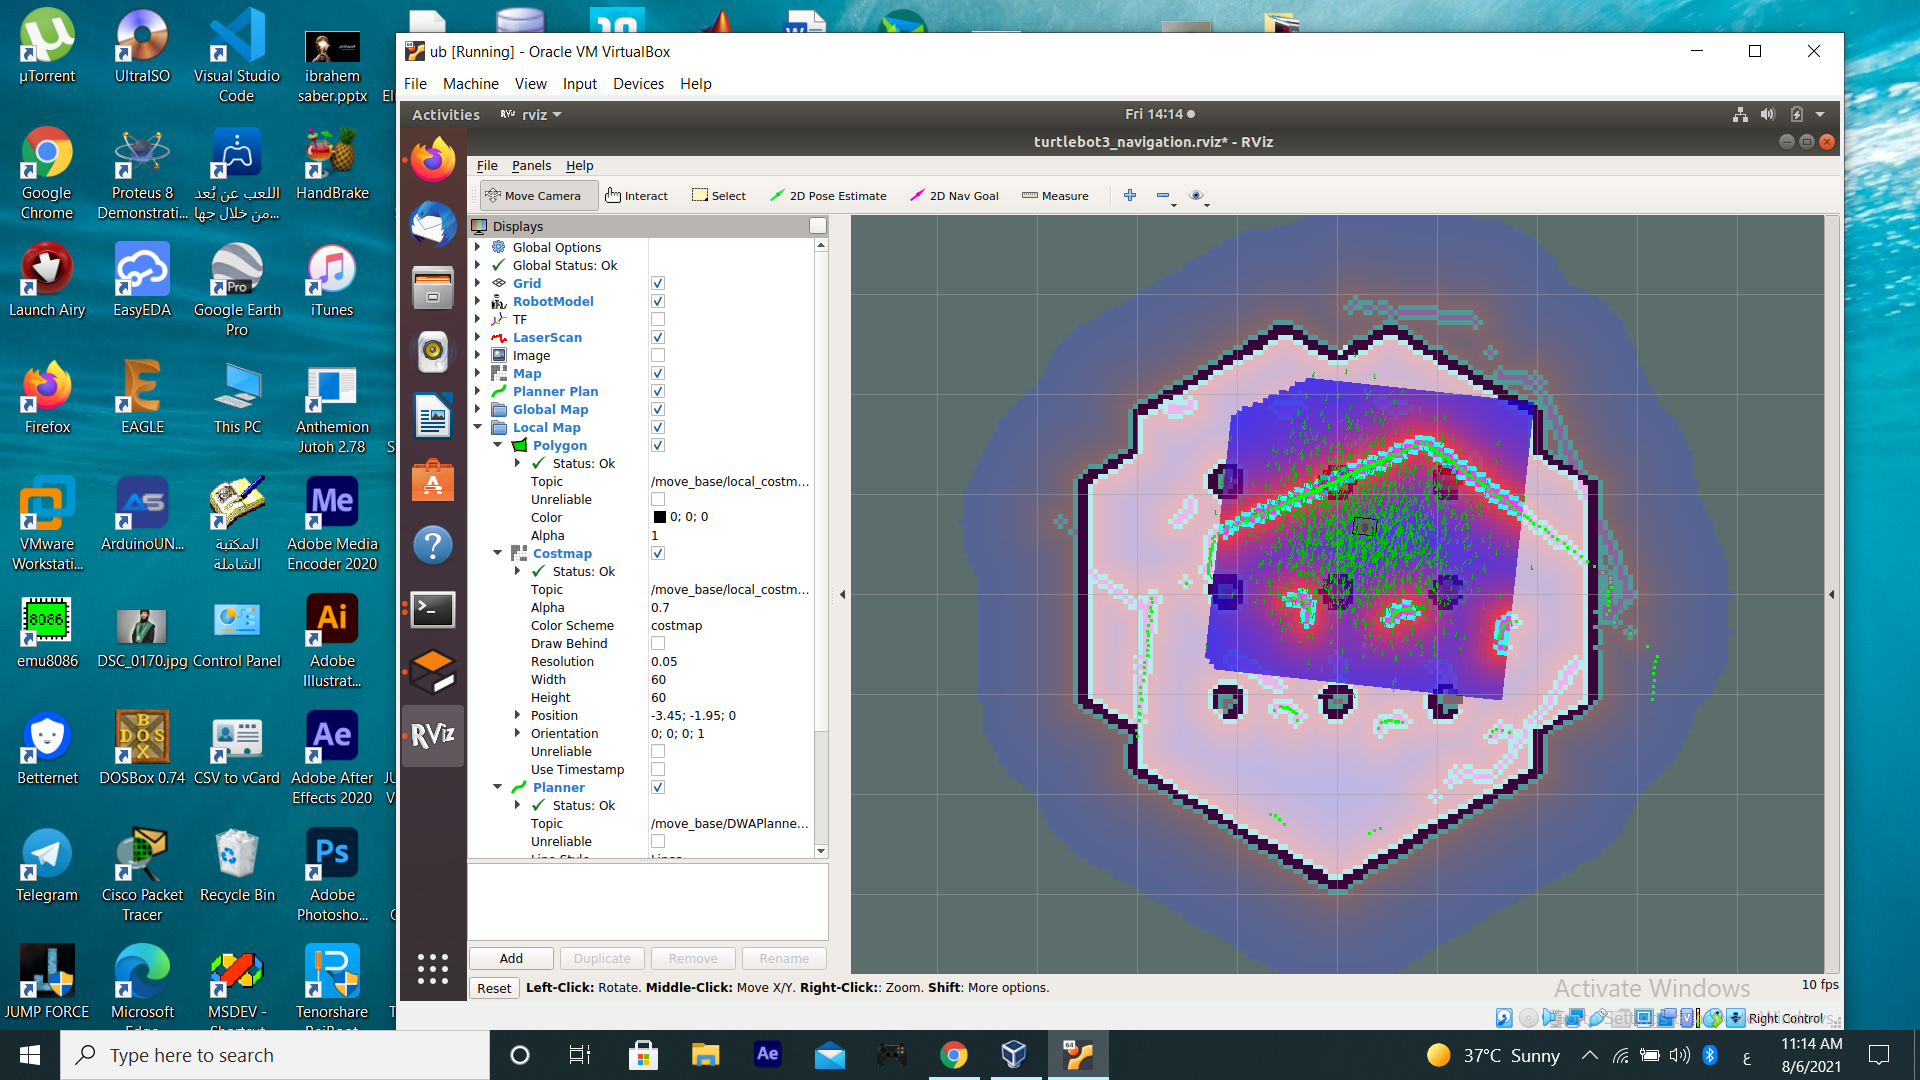 µTorrent
UltraISO
Visual Studio
Code
ibrahem
saber.pptx
Google
Chrome
Proteus 8
Demonstrati...
اللعب عن بُعد
من خلال جها...
HandBrake
Launch Airy
EasyEDA
Google Earth
Pro
iTunes
Firefox
EAGLE
This PC
Anthemion
Jutoh 2.78
VMware
Workstati...
ArduinoUN...
المكتبة
الشاملة
Adobe Media
Encoder 2020
8086
emu8086
DSC_0170.jpg
Control Panel
Adobe
Illustrat...
Betternet
DOSBox 0.74
CSV to vCard
Adobe After
Effects 2020
Telegram
Cisco Packet
Tracer
Recycle Bin
Adobe
Photosho...
JUMP FORCE
Microsoft
Edge
MSDEV -
Shortcut
Tenorshare
ub [Running] - Oracle VM VirtualBox
File Machine View Input Devices Help
Activities RViz rviz Fri 14:14
turtlebot3_navigation.rviz* - RViz
File Panels Help
Move Camera Interact Select 2D Pose Estimate 2D Nav Goal Measure
Displays
Global Options
Global Status: Ok
Grid
RobotModel
TF
LaserScan
Image
Map
Planner Plan
Global Map
Local Map
Polygon
Status: Ok
Topic /move_base/local_costm...
Unreliable
Color 0; 0; 0
Alpha 1
Costmap
Status: Ok
Topic /move_base/local_costm...
Alpha 0.7
Color Scheme costmap
Draw Behind
Resolution 0.05
Width 60
Height 60
Position -3.45; -1.95; 0
Orientation 0; 0; 0; 1
Unreliable
Use Timestamp
Planner
Status: Ok
Topic /move_base/DWAPlanne...
Unreliable
Line Style Lines
Add Duplicate Remove Rename
Reset Left-Click: Rotate. Middle-Click: Move X/Y. Right-Click:: Zoom. Shift: More options.
10 fps
RViz
Activate Windows
Right Control
Type here to search
37°C Sunny
ع
11:14 AM
8/6/2021